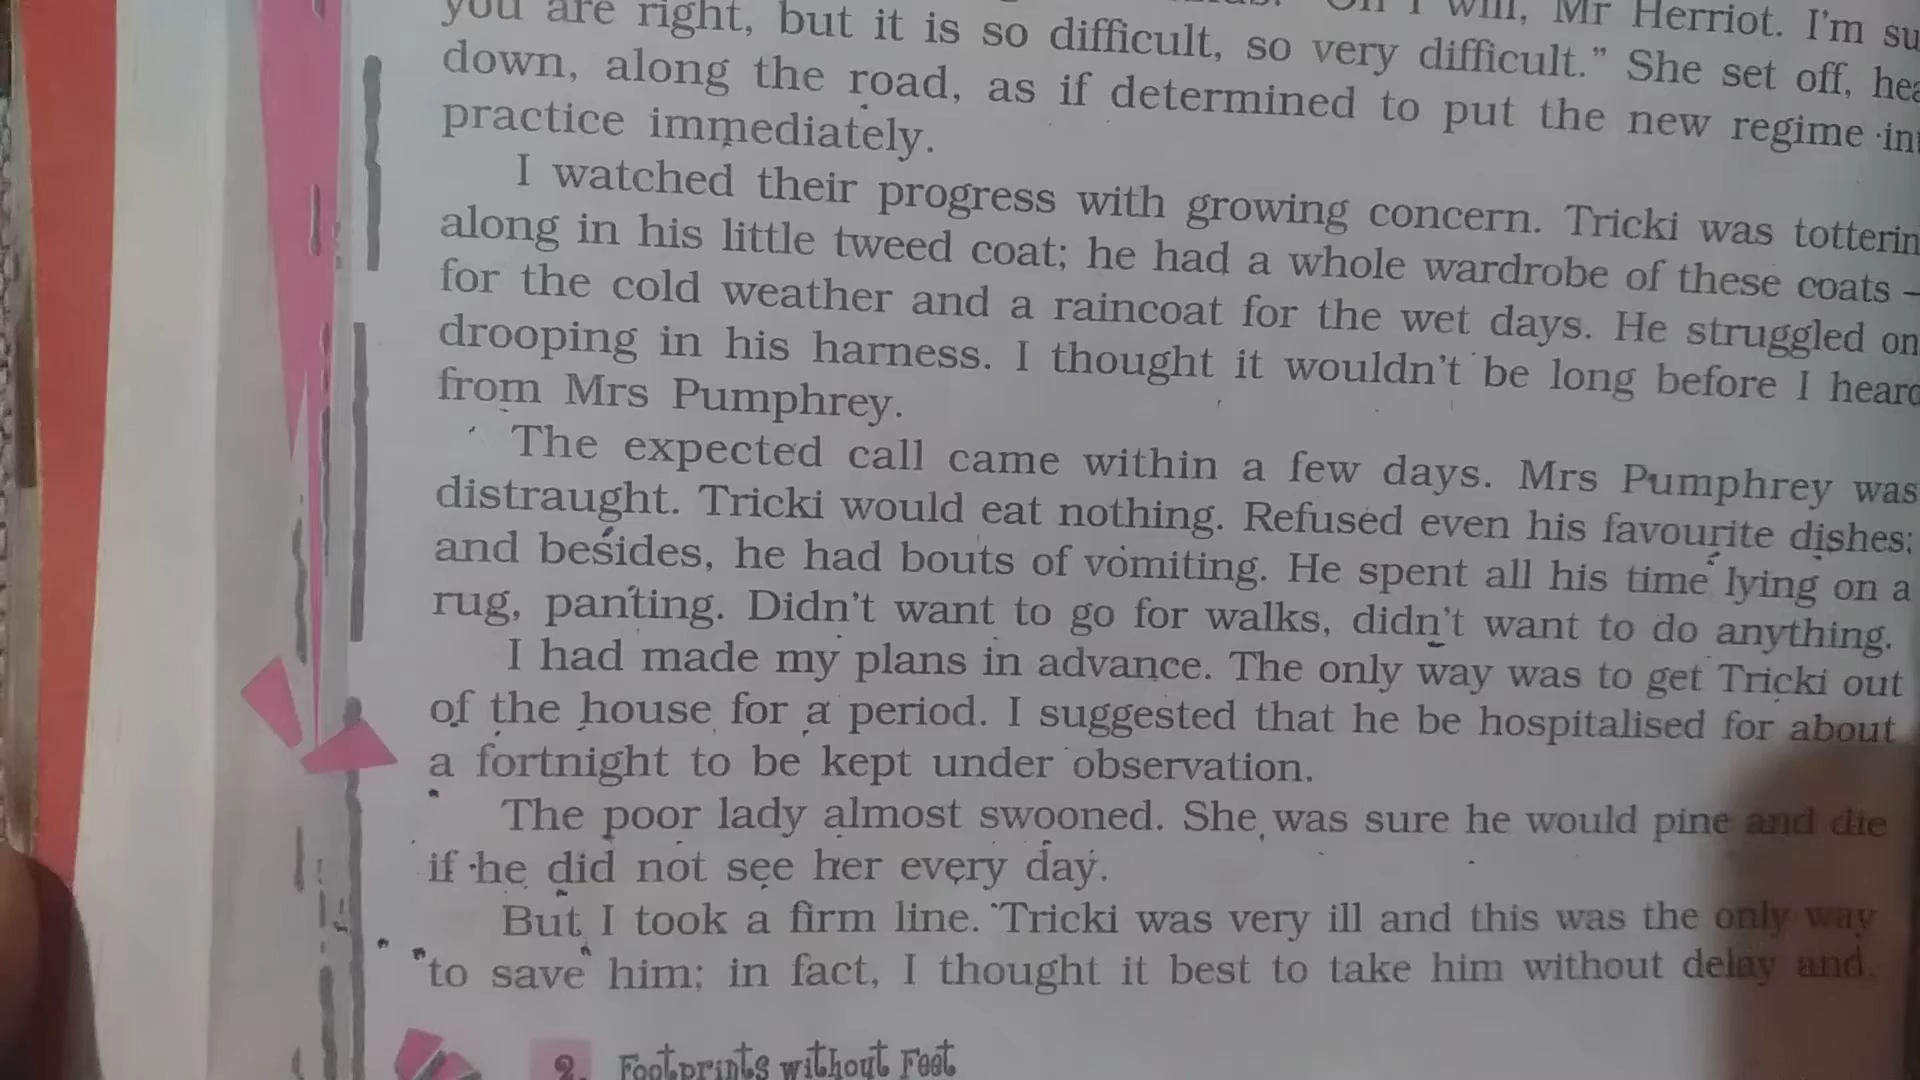 you are right, but it is so difficult, so very difficult." She set off,
down, along the road, as if determined to put the new regime
practice immediately.
I watched their progress with growing concern. Tricki was
along in his little tweed coat; he had a whole wardrobe of these coats –
for the cold weather and a raincoat for the wet days. He struggled on
drooping in his harness. I thought it wouldn't be long before I heard
from Mrs Pumphrey.
The expected call came within a few days. Mrs Pumphrey was
distraught. Tricki would eat nothing. Refused even his favourite dishes;
and besides, he had bouts of vomiting. He spent all his time lying on a
rug, panting. Didn't want to go for walks, didn't want to do anything.
I had made my plans in advance. The only way was to get Tricki out
of the house for a period. I suggested that he be hospitalised for about
a fortnight to be kept under observation.
The poor lady almost swooned. She was sure he would pine and die
if he did not see her every day.
But I took a firm line. Tricki was very ill and this was the only way
to save him; in fact, I thought it best to take him without delay and
2 Footprints without Feet